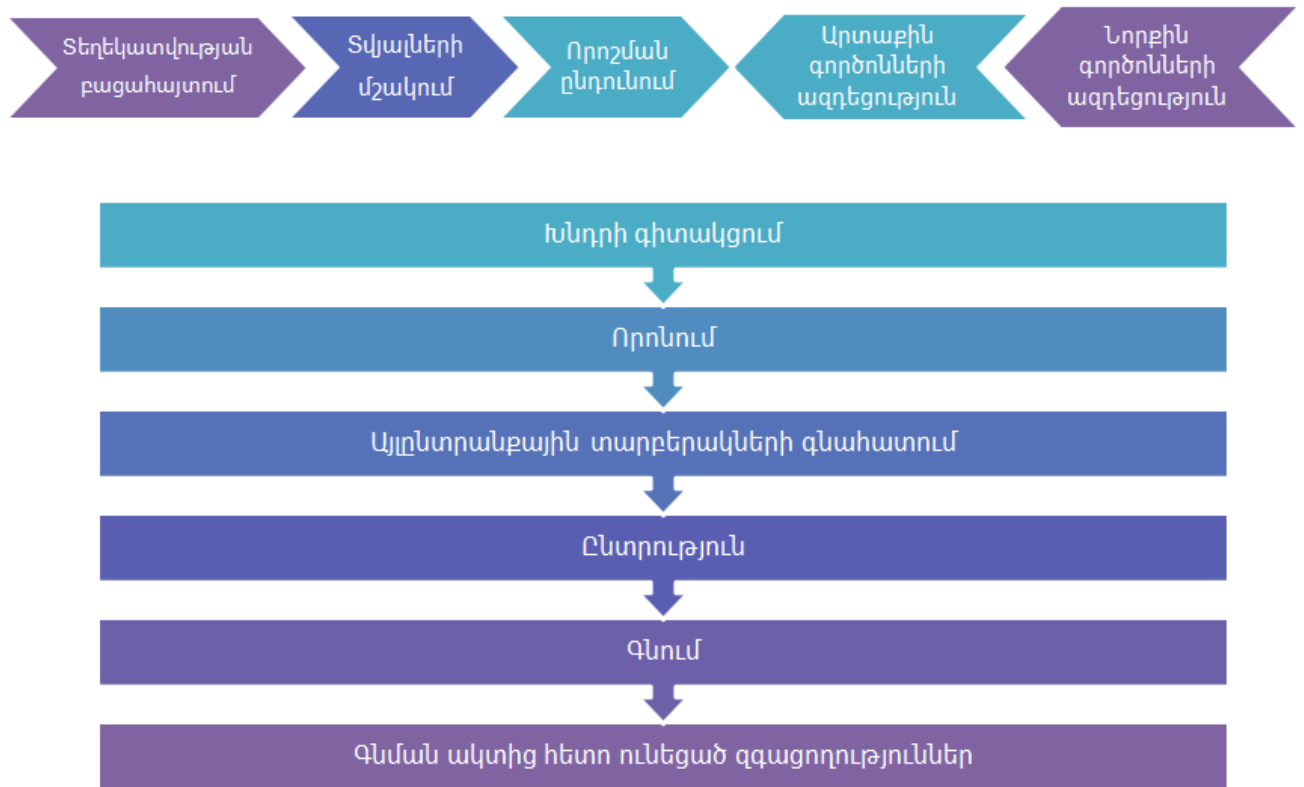 Տեղեկատվության
բացահայտում
Տվյալների
մշակում
Որոշման
ընդունում
Արտաքին
գործոնների
ազդեցություն
Նորքին
գործոնների
ազդեցություն
Խնդրի գիտակցում
Որոնում
Այլընտրանքային տարբերակների գնահատում
Ընտրություն
Գնում
Գնման ակտից հետո ունեցած զգացողություններ